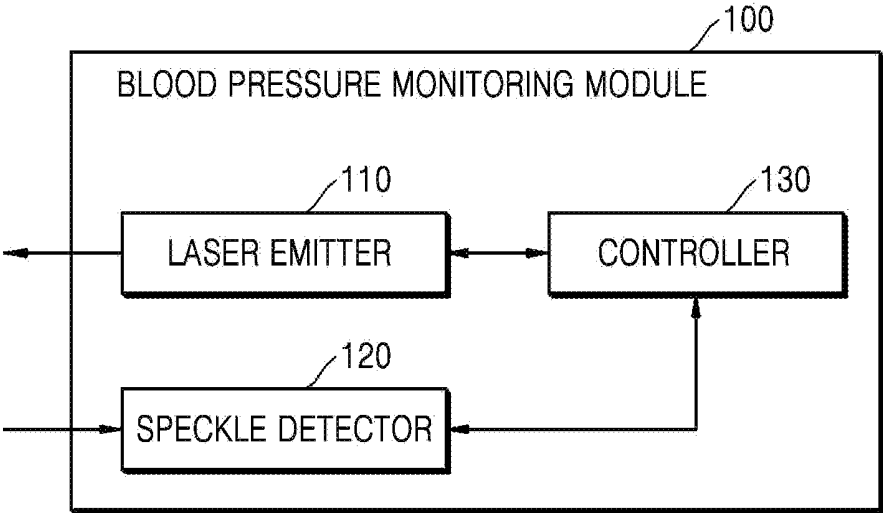 100
BLOOD PRESSURE MONITORING MODULE
110
130
LASER EMITTER
CONTROLLER
120
SPECKLE DETECTOR